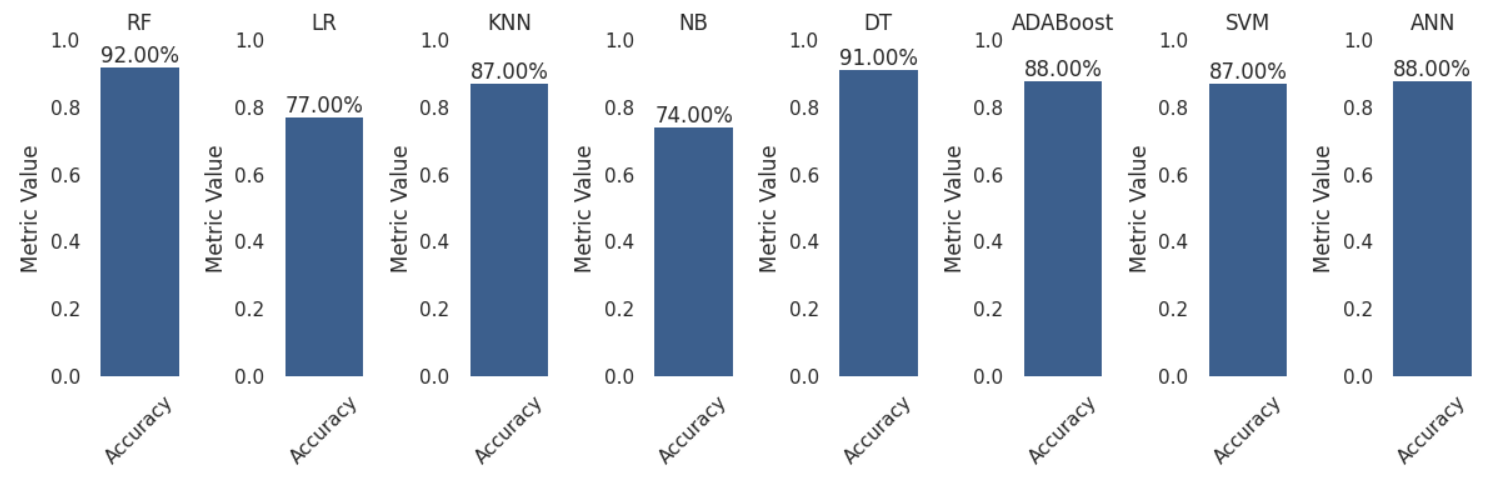 RF LR KNN NB DT ADABoost SVM ANN
1.0 1.0 1.0 1.0 1.0 1.0 1.0 1.0
92.00% 77.00% 87.00% 74.00% 91.00% 88.00% 87.00% 88.00%
0.8 0.8 0.8 0.8 0.8 0.8 0.8 0.8
0.6 0.6 0.6 0.6 0.6 0.6 0.6 0.6
Metric Value Metric Value Metric Value Metric Value Metric Value Metric Value Metric Value Metric Value
0.4 0.4 0.4 0.4 0.4 0.4 0.4 0.4
0.2 0.2 0.2 0.2 0.2 0.2 0.2 0.2
0.0 0.0 0.0 0.0 0.0 0.0 0.0 0.0
Accuracy Accuracy Accuracy Accuracy Accuracy Accuracy Accuracy Accuracy